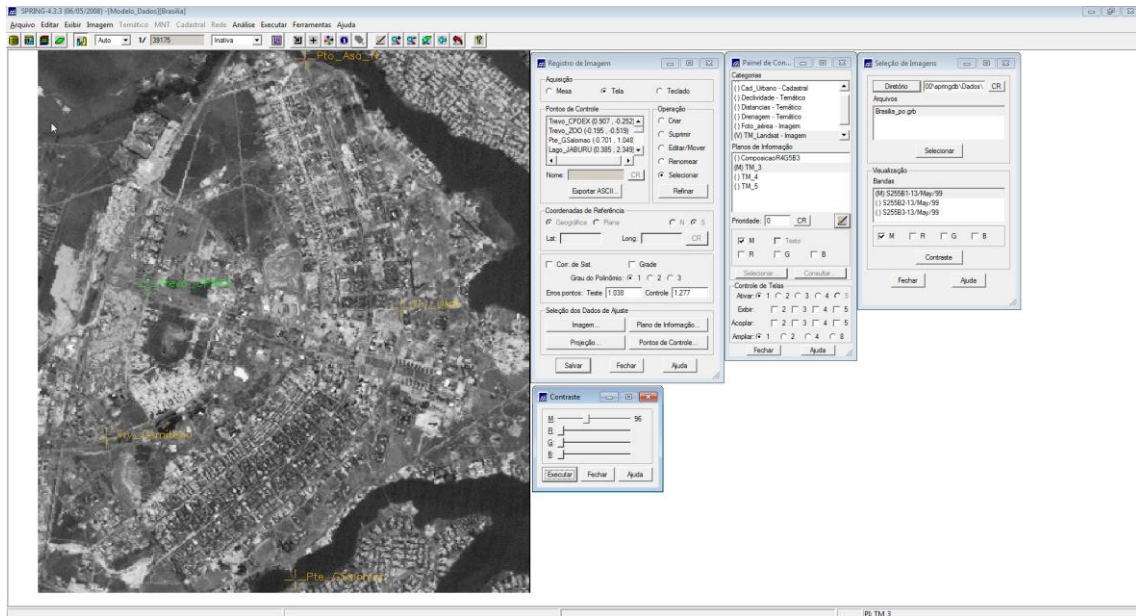 SPRING-4.3.3 (06/05/2008) -[Modelo_Dados][Brasilia]
Arquivo Editar Exibir Imagem Temático MNT Cadastral Rede Análise Executar Ferramentas Ajuda
Auto 1/ 39175 Inativa
Pto_Asa_N
Trv_Camiterio
Pte_GSalomao
Registro de Imagem
Aquisição
Mesa Tela Teclado
Pontos de Controle
Trevo_CPDEX (0.907 , -0.252)
Trevo_ZOO (-0.195 , -0.519)
Pte_GSalomao (-0.701 , 1.048)
Lago_JABURU (0.385 , 2.349)
Nome: CR
Exportar ASCII...
Operação
Criar
Suprimir
Editar/Mover
Renomear
Selecionar
Refinar
Coordenadas de Referência
Geográfica Plana N S
Lat: Long: CR
Corr. de Sat. Grade
Grau do Polinômio: 1 2 3
Erros pontos: Teste 1.038 Controle 1.277
Seleção dos Dados de Ajuste
Imagem... Plano de Informação...
Projeção... Pontos de Controle...
Salvar Fechar Ajuda
Painel de Con...
Categorias
( ) Cad_Urbano - Cadastral
( ) Declividade - Temático
( ) Distancias - Temático
( ) Drenagem - Temático
( ) Foto_aérea - Imagem
(V) TM_Landsat - Imagem
Planos de Informação
( ) ComposicaoR4G5B3
(M) TM_3
( ) TM_4
( ) TM_5
Prioridade: 0 CR
M Texto
R G B
Selecionar... Consultar...
Controle de Telas
Ativar: 1 2 3 4 5
Exibir: 2 3 4 5
Acoplar: 2 3 4 5
Ampliar: 1 2 4 8
Fechar Ajuda
Seleção de Imagens
Diretório 00\springdb\Dados\ CR
Arquivos
Brasilia_po.grb
Selecionar
Visualização
Bandas
(M) S255B1-13/May/99
( ) S255B2-13/May/99
( ) S255B3-13/May/99
M R G B
Contraste
Fechar Ajuda
Contraste
M: 96
R:
G:
B:
Executar Fechar Ajuda
PI: TM_3